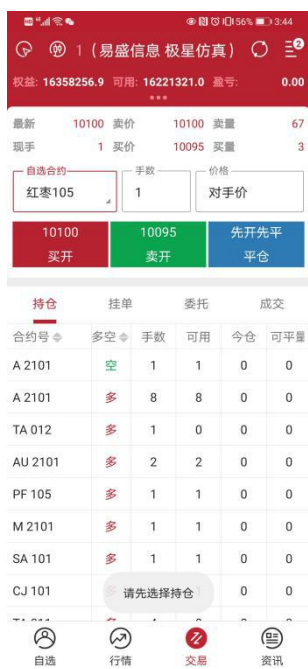 56% 3:44
1 (易盛信息 极星仿真) 2
权益: 16358256.9 可用: 16221321.0 盈亏: 0.00
最新 10100 卖价 10100 卖量 67
现手 1 买价 10095 买量 3
自选合约 手数 价格
红枣105 1 对手价
10100 10095 先开先平
买开 卖开 平仓
持仓 挂单 委托 成交
合约号 多空 手数 可用 今仓 可平量
A 2101 空 1 1 0 0
A 2101 多 8 8 0 0
TA 012 多 1 0 0 0
AU 2101 多 2 2 0 0
PF 105 多 1 1 0 0
M 2101 多 1 1 0 0
SA 101 多 1 1 0 0
CJ 101 0 0
请先选择持仓
自选 行情 交易 资讯